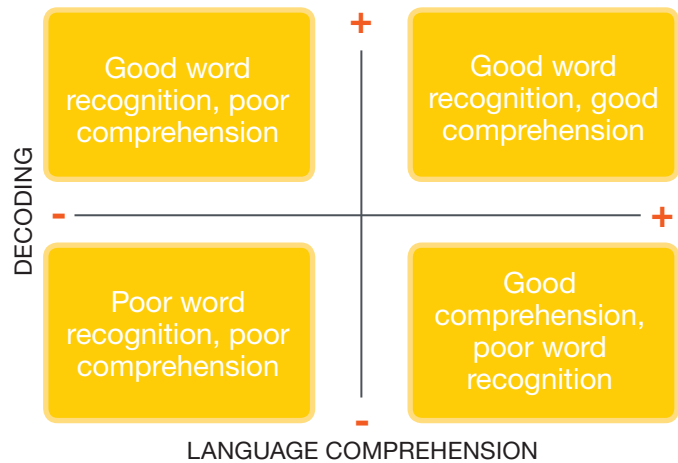 +
Good word
recognition, poor
comprehension
Good word
recognition, good
comprehension
DECODING
-
+
Poor word
recognition, poor
comprehension
Good
comprehension,
poor word
recognition
-
LANGUAGE COMPREHENSION